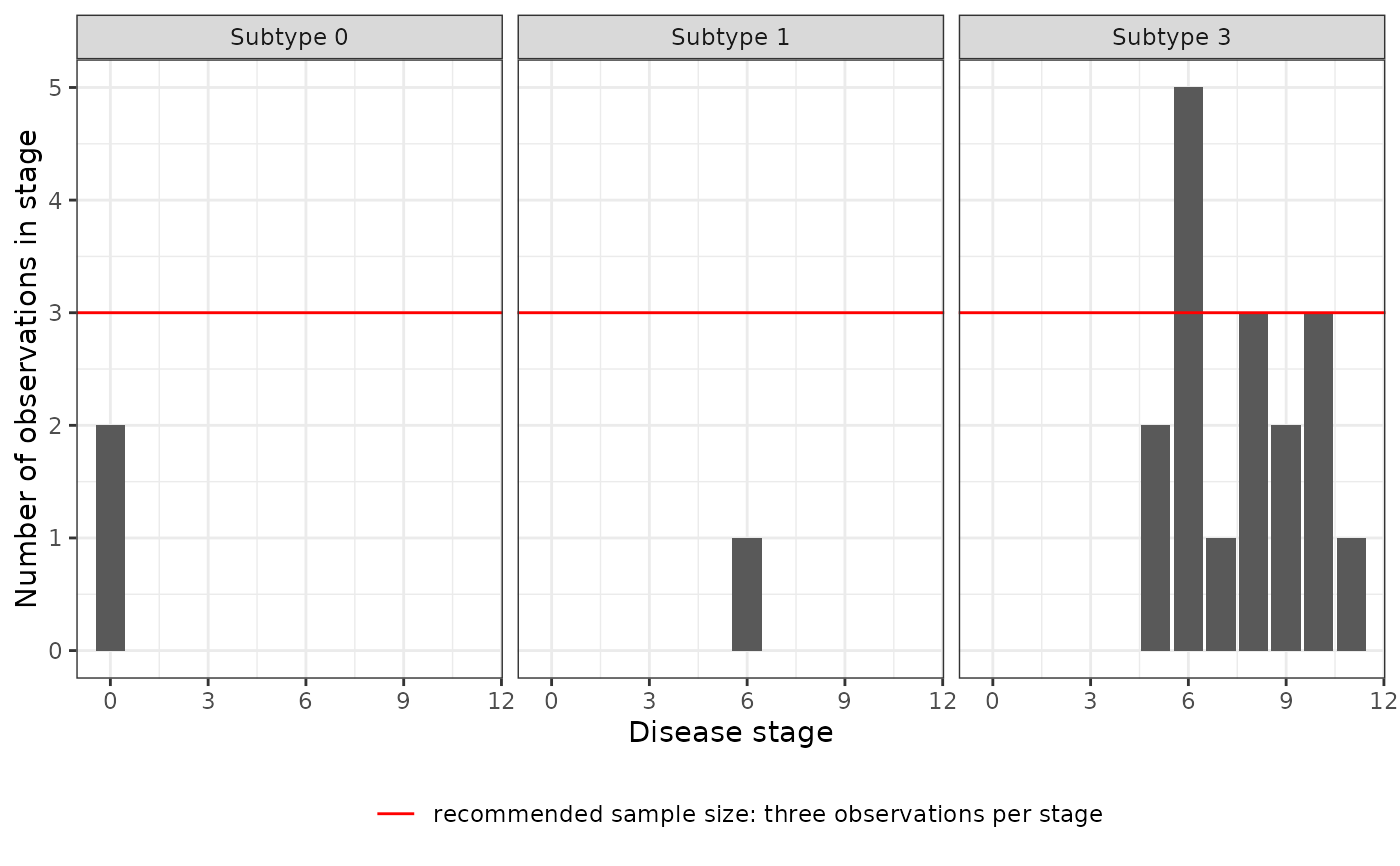 Subtype 0
Subtype 1
Subtype 3
Number of observations in stage
5
4
3
2
1
0
0 3 6 9 12
0 3 6 9 12
0 3 6 9 12
Disease stage
recommended sample size: three observations per stage